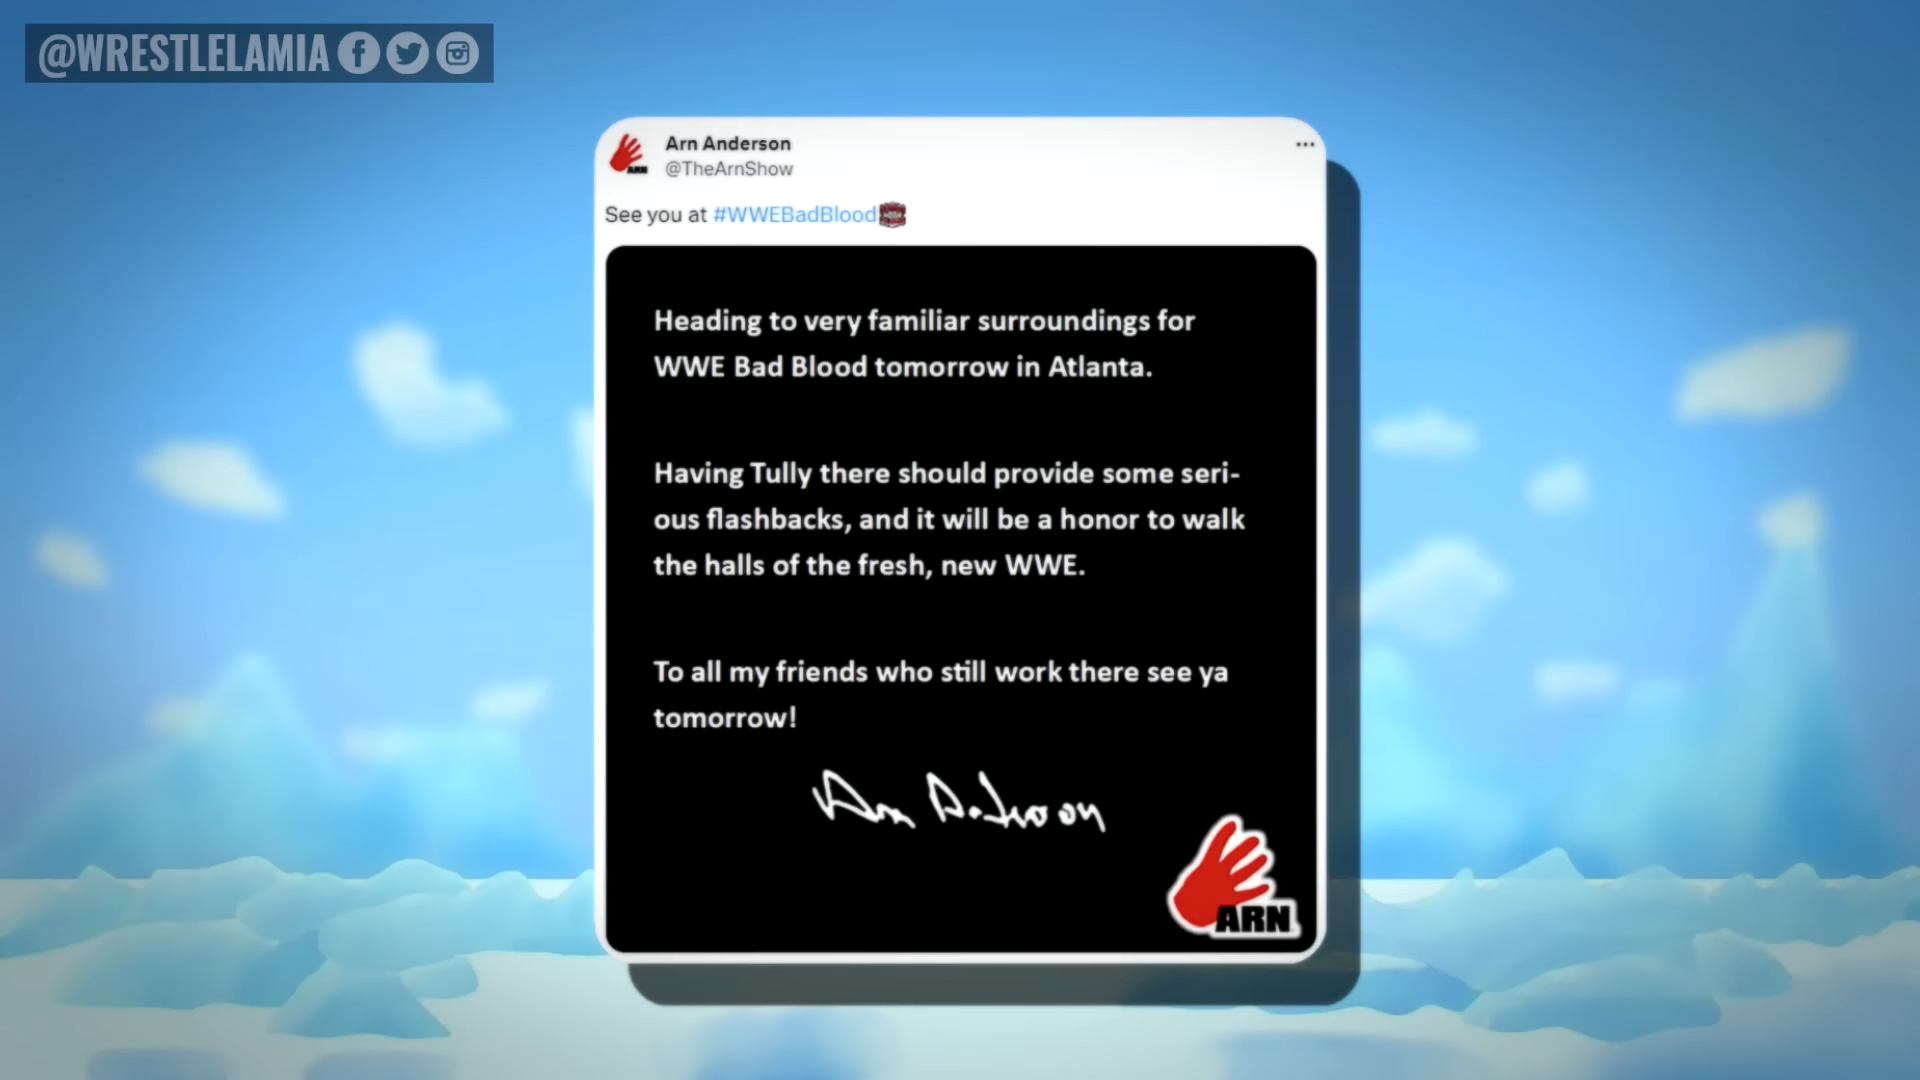 @WRESTLELAMIA
Arn Anderson
@TheArnShow
See you at #WWEBadBlood
Heading to very familiar surroundings for
WWE Bad Blood tomorrow in Atlanta.
Having Tully there should provide some seri-
ous flashbacks, and it will be a honor to walk
the halls of the fresh, new WWE.
To all my friends who still work there see ya
tomorrow!
Arn Anderson
ARN